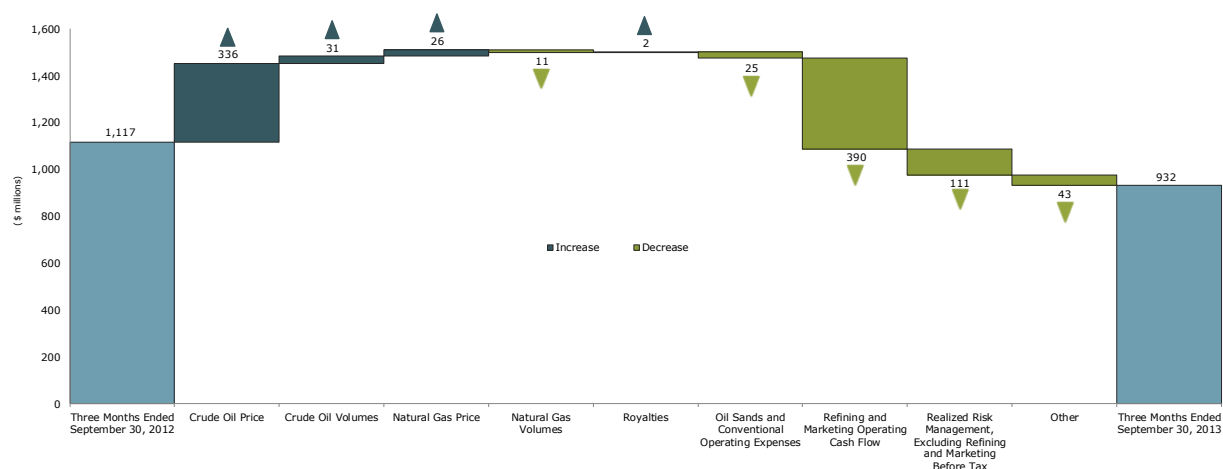 1,600
1,400
1,200
1,000
800
600
400
200
0
($ millions)
1,117
336
31
26
11
2
25
390
111
43
932
Increase
Decrease
Three Months Ended
September 30, 2012
Crude Oil Price
Crude Oil Volumes
Natural Gas Price
Natural Gas
Volumes
Royalties
Oil Sands and
Conventional
Operating Expenses
Refining and
Marketing Operating
Cash Flow
Realized Risk
Management,
Excluding Refining
and Marketing
Before Tax
Other
Three Months Ended
September 30, 2013